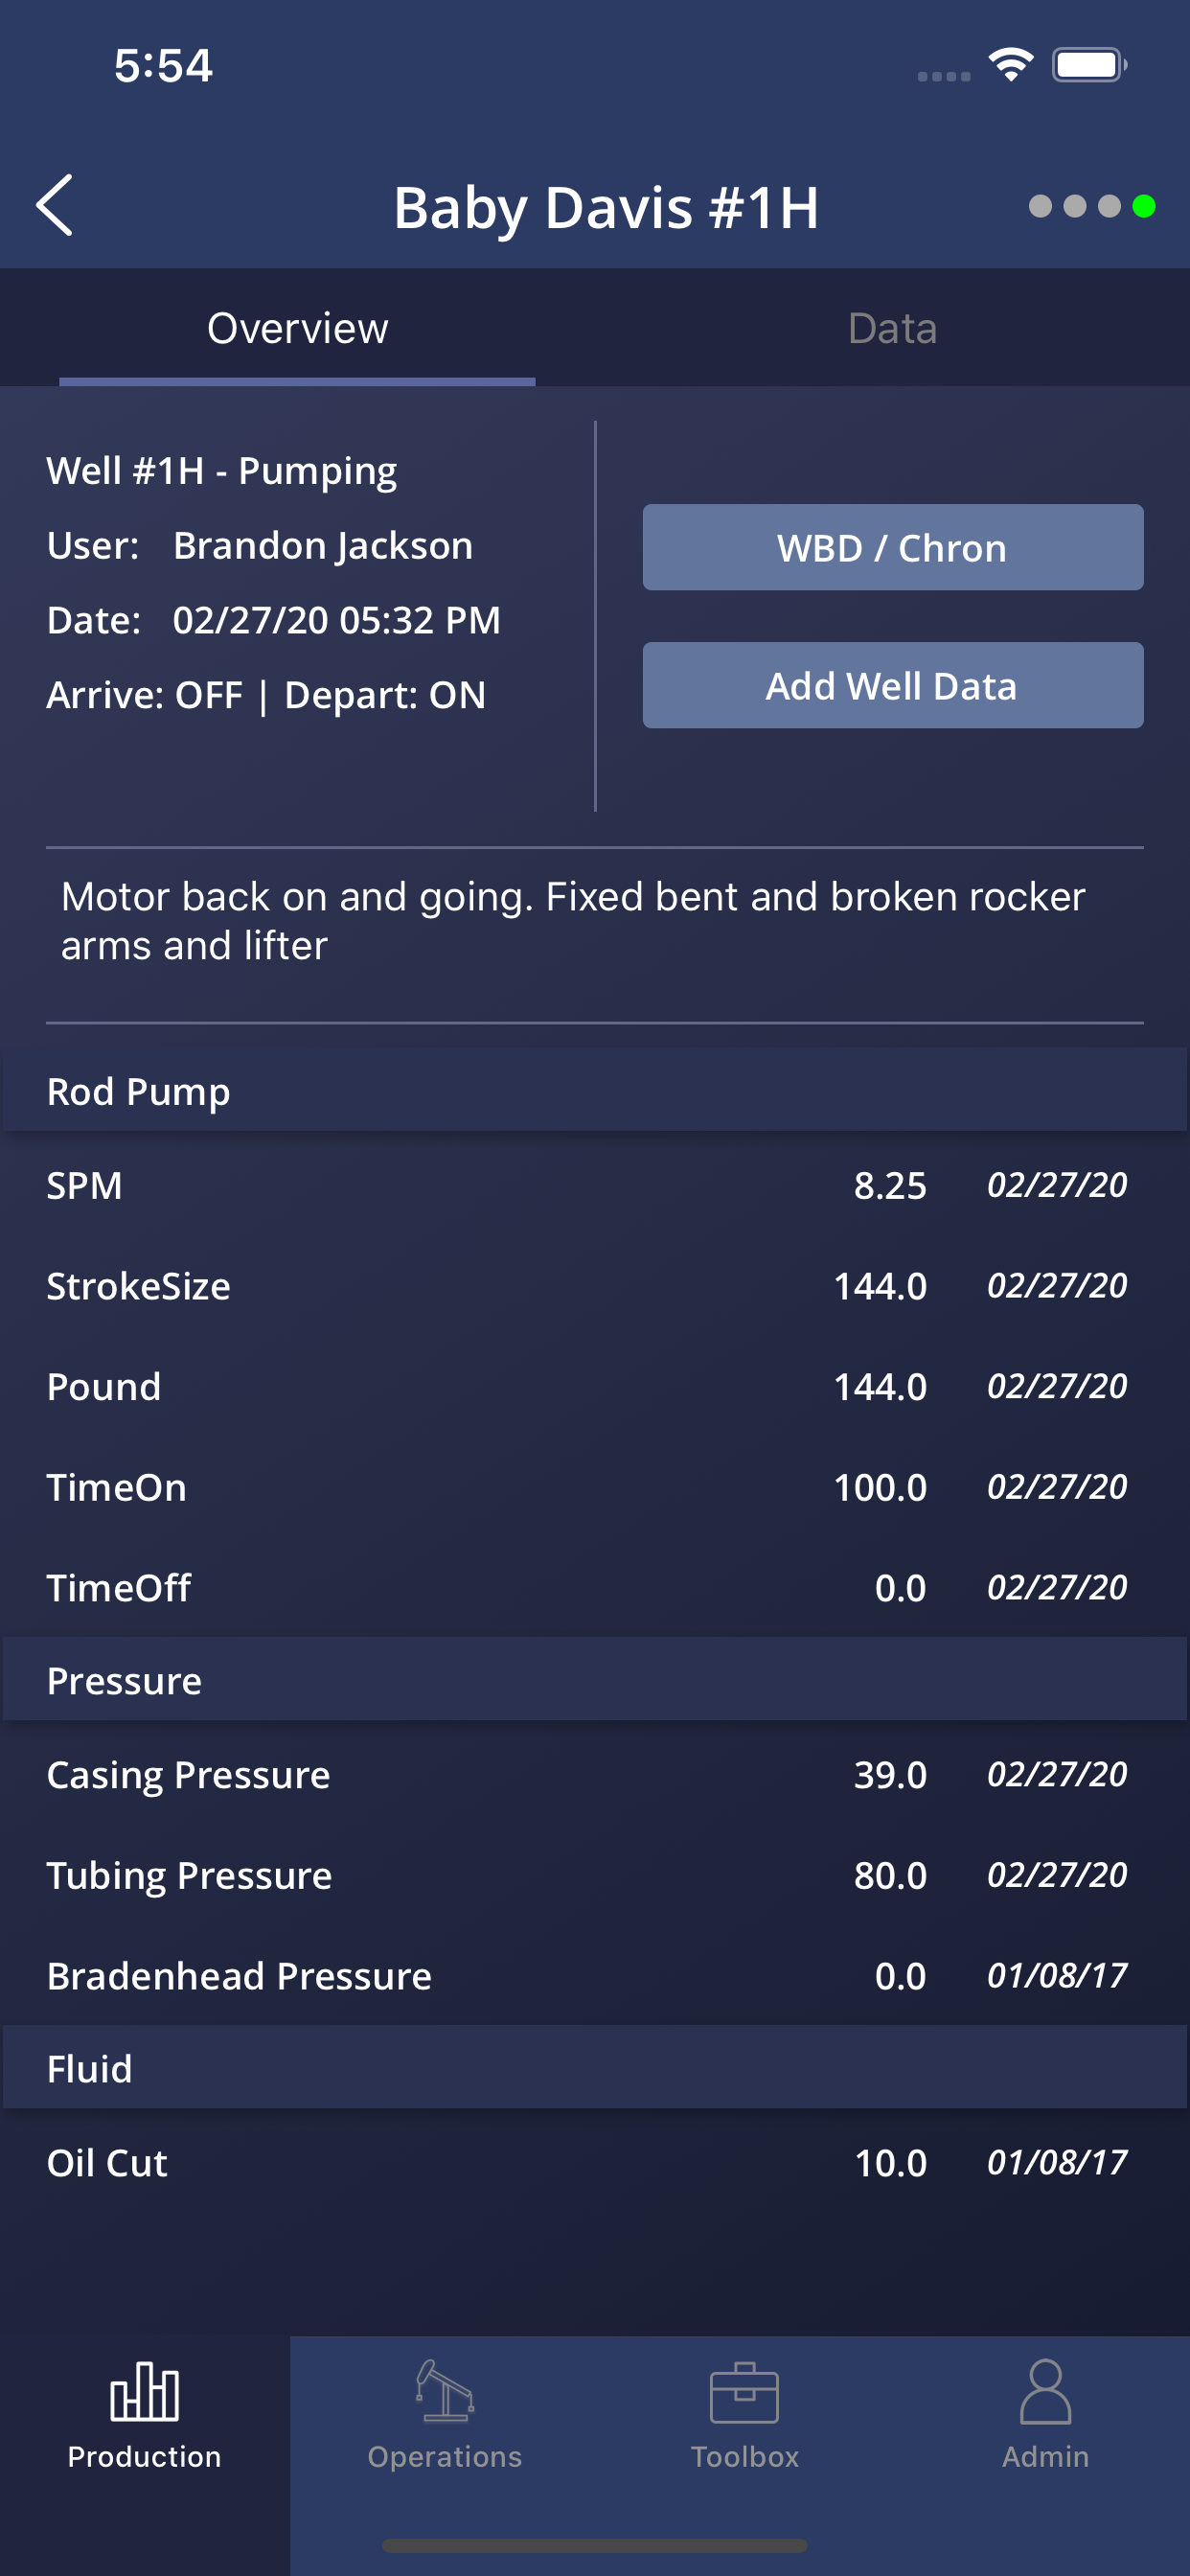 5:54
Baby Davis #1H
Overview Data
Well #1H - Pumping
User: Brandon Jackson
Date: 02/27/20 05:32 PM
Arrive: OFF | Depart: ON
WBD / Chron
Add Well Data
Motor back on and going. Fixed bent and broken rocker
arms and lifter
Rod Pump
SPM 8.25 02/27/20
StrokeSize 144.0 02/27/20
Pound 144.0 02/27/20
TimeOn 100.0 02/27/20
TimeOff 0.0 02/27/20
Pressure
Casing Pressure 39.0 02/27/20
Tubing Pressure 80.0 02/27/20
Bradenhead Pressure 0.0 01/08/17
Fluid
Oil Cut 10.0 01/08/17
Production Operations Toolbox Admin